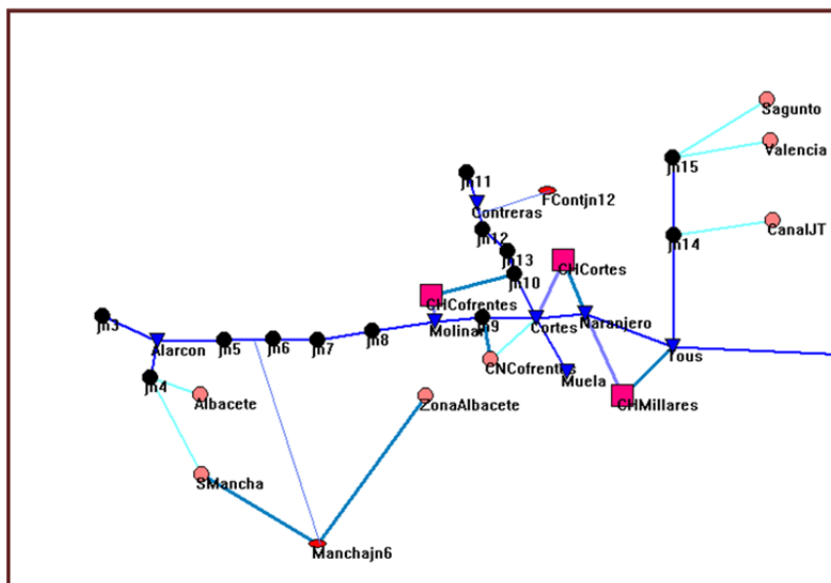 Sagunto
Valencia
jn15
jn11
FContjn12
Contreras
CanalJT
jn12
jn14
jn13
CHCortes
jn10
CHCofrentes
jn3
Molinar
jn9
Cortes
Naranjero
Alarcon
jn5
jn6
jn7
jn8
Tous
CNCofrentes
Muela
jn4
Albacete
ZonaAlbacete
CHMillares
SMancha
Manchajn6